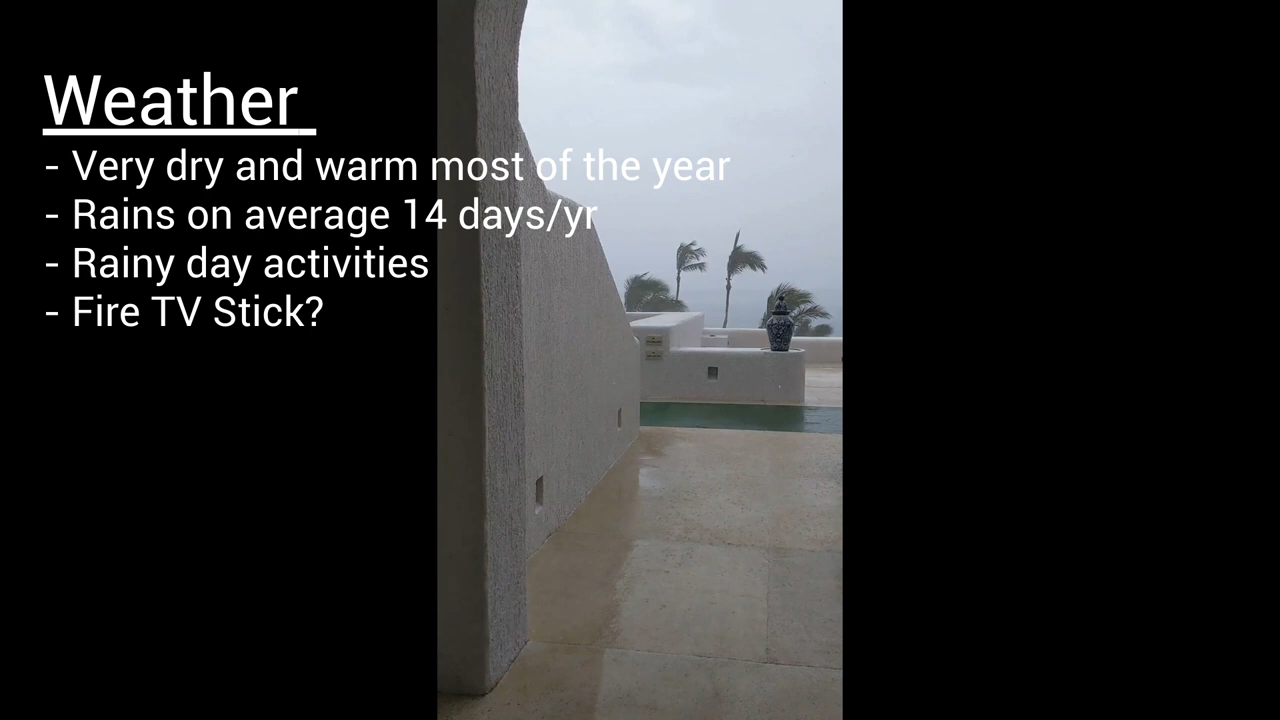 Weather
- Very dry and warm most of the year
- Rains on average 14 days/yr
- Rainy day activities
- Fire TV Stick?